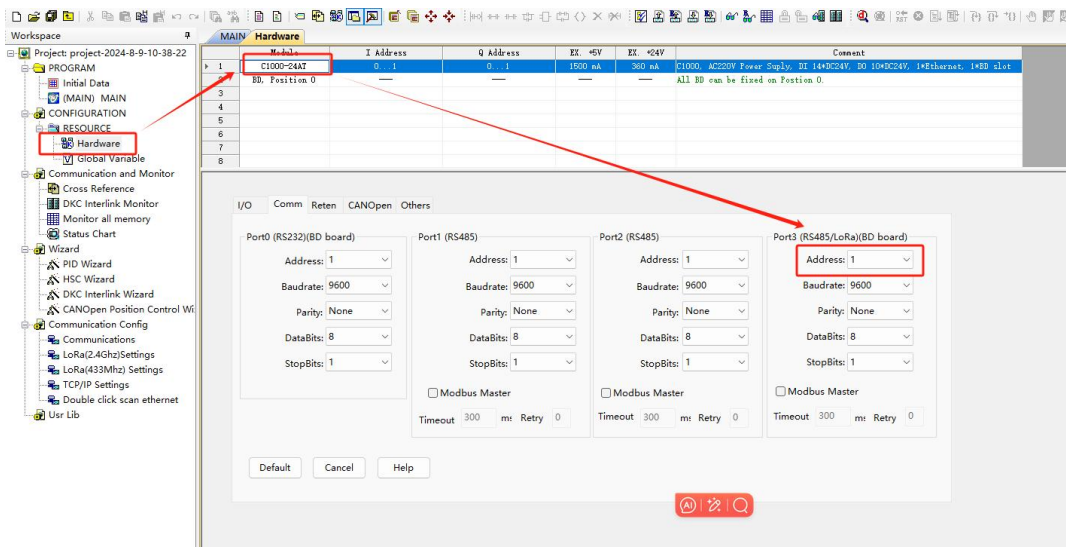 Workspace
MAIN Hardware
Project: project-2024-8-9-10-38-22
PROGRAM
Initial Data
(MAIN) MAIN
CONFIGURATION
RESOURCE
Hardware
Global Variable
Communication and Monitor
Cross Reference
DKC Interlink Monitor
Monitor all memory
Status Chart
Wizard
PID Wizard
HSC Wizard
DKC Interlink Wizard
CANOpen Position Control Wi
Communication Config
Communications
LoRa(2.4Ghz)Settings
LoRa(433Mhz) Settings
TCP/IP Settings
Double click scan ethernet
Usr Lib
Module I Address Q Address EX. +5V EX. +24V Comment
1 C1000-24AT 0...1 0...1 1500 mA 360 mA C1000, AC220V Power Suply, DI 14*DC24V, DO 10*DC24V, 1*Ethernet, 1*BD slot
BD, Position 0 All BD can be fixed on Postion 0.
3
4
5
6
7
8
I/O Comm Reten CANOpen Others
Port0 (RS232)(BD board) Port1 (RS485) Port2 (RS485) Port3 (RS485/LoRa)(BD board)
Address: 1 Address: 1 Address: 1 Address: 1
Baudrate: 9600 Baudrate: 9600 Baudrate: 9600 Baudrate: 9600
Parity: None Parity: None Parity: None Parity: None
DataBits: 8 DataBits: 8 DataBits: 8 DataBits: 8
StopBits: 1 StopBits: 1 StopBits: 1 StopBits: 1
Modbus Master Modbus Master Modbus Master
Timeout 300 ms Retry 0 Timeout 300 ms Retry 0 Timeout 300 ms Retry 0
Default Cancel Help
AI